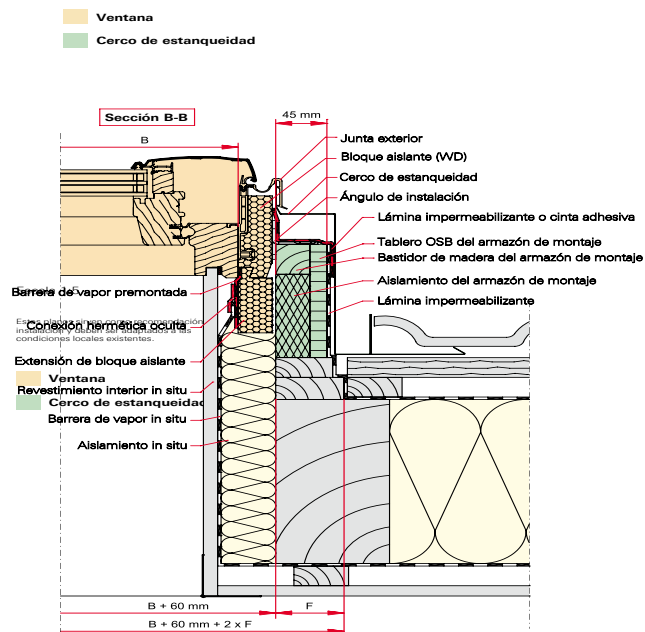 Ventana
Cerco de estanqueidad
Sección B-B
45 mm
B
Junta exterior
Bloque aislante (WD)
Cerco de estanqueidad
Ángulo de instalación
Lámina impermeabilizante o cinta adhesiva
Tablero OSB del armazón de montaje
Bastidor de madera del armazón de montaje
Aislamiento del armazón de montaje
Lámina impermeabilizante
Barrera de vapor premontada
Conexión hermética oculta
condiciones locales existentes.
Extensión de bloque aislante
Ventana
Revestimiento interior in situ
Cerco de estanqueidad
Barrera de vapor in situ
Aislamiento in situ
B + 60 mm
F
B + 60 mm + 2 x F